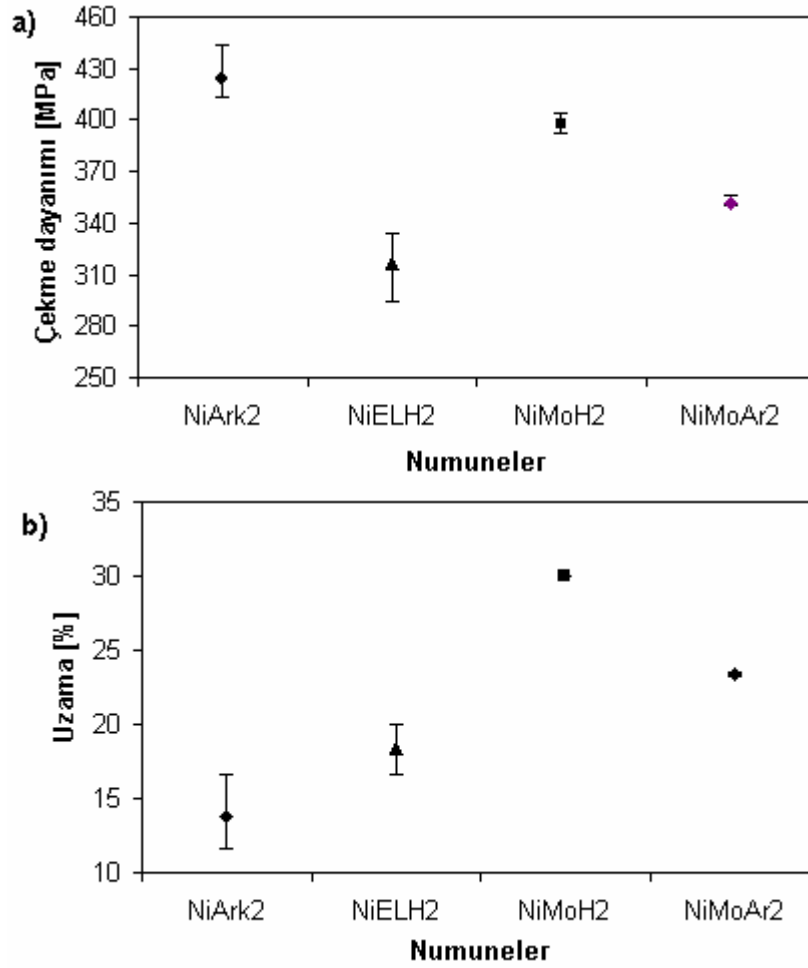 a)
Çekme dayanımı [MPa]
460
430
400
370
340
310
280
250
NiArk2 NiELH2 NiMoH2 NiMoAr2
Numuneler
b)
Uzama [%]
35
30
25
20
15
10
NiArk2 NiELH2 NiMoH2 NiMoAr2
Numuneler